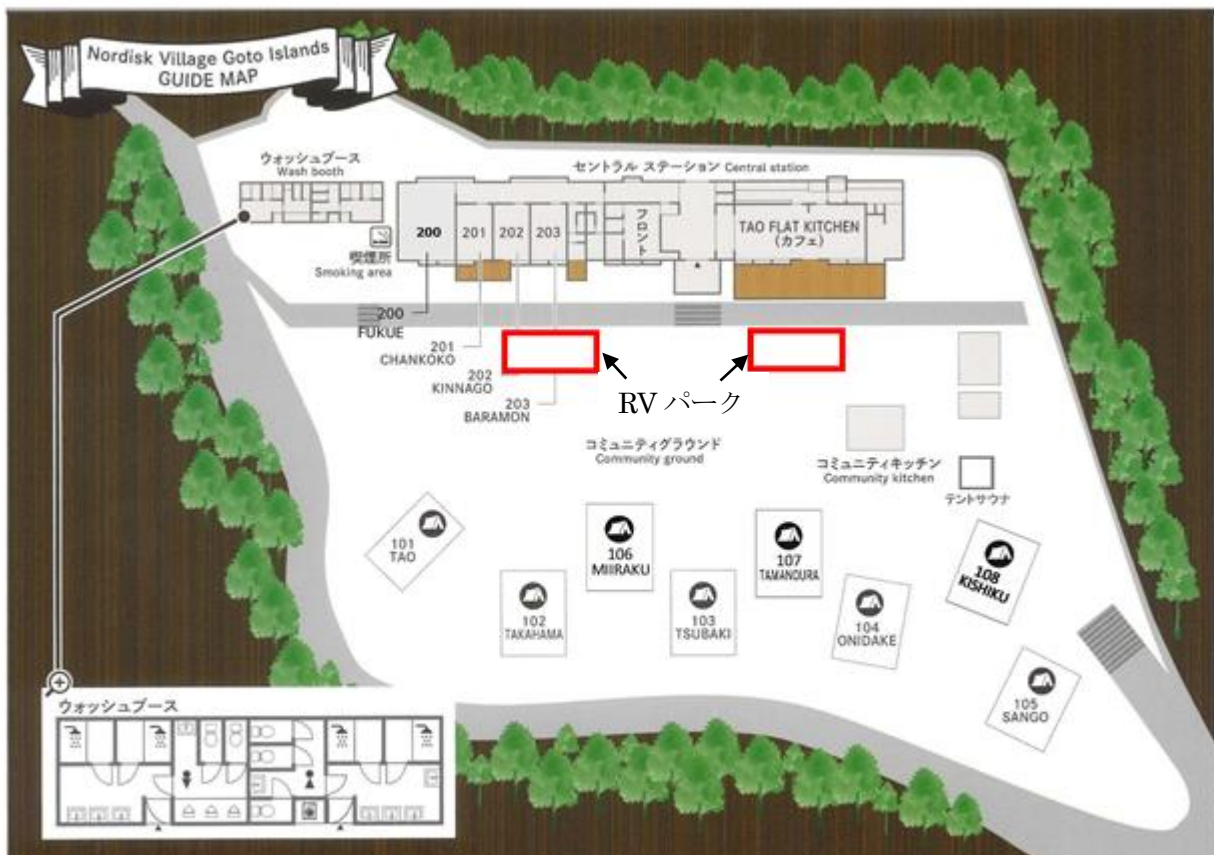 Nordisk Village Goto Islands
GUIDE MAP
ウォッシュブース
Wash booth
セントラル ステーション Central station
200
201
202
203
フロント
TAO FLAT KITCHEN
(カフェ)
喫煙所
Smoking area
200
FUKUE
201
CHANKOKO
202
KINNAGO
203
BARAMON
RV パーク
コミュニティグラウンド
Community ground
コミュニティキッチン
Community kitchen
テントサウナ
101
TAO
106
MIIRAKU
107
TAMANOURA
108
KISHIKU
102
TAKAHAMA
103
TSUBAKI
104
ONIDAKE
105
SANGO
ウォッシュブース